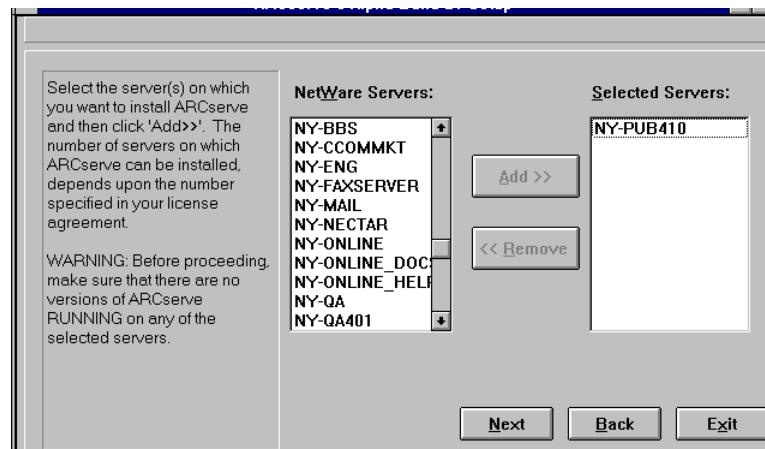 Select the server(s) on which
you want to install ARCserve
and then click 'Add>>'. The
number of servers on which
ARCserve can be installed,
depends upon the number
specified in your license
agreement.
WARNING: Before proceeding,
make sure that there are no
versions of ARCserve
RUNNING on any of the
selected servers.
NetWare Servers:
NY-BBS
NY-CCOMMKT
NY-ENG
NY-FAXSERVER
NY-MAIL
NY-NECTAR
NY-ONLINE
NY-ONLINE_DOC
NY-ONLINE_HELP
NY-QA
NY-QA401
Add >>
<< Remove
Selected Servers:
NY-PUB410
Next
Back
Exit